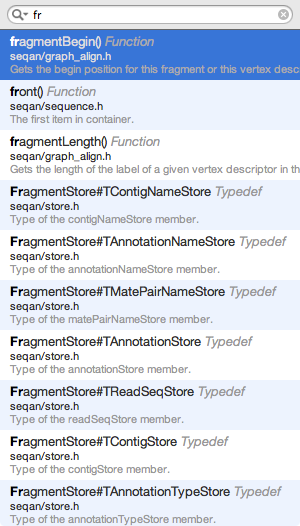 fr
fragmentBegin() Function
seqan/graph_align.h
Gets the begin position for this fragment or this vertex desc
front() Function
seqan/sequence.h
The first item in container.
fragmentLength() Function
seqan/graph_align.h
Gets the length of the label of a given vertex descriptor in th
FragmentStore#TContigNameStore Typedef
seqan/store.h
Type of the contigNameStore member.
FragmentStore#TAnnotationNameStore Typedef
seqan/store.h
Type of the annotationNameStore member.
FragmentStore#TMatePairNameStore Typedef
seqan/store.h
Type of the matePairNameStore member.
FragmentStore#TAnnotationStore Typedef
seqan/store.h
Type of the annotationStore member.
FragmentStore#TReadSeqStore Typedef
seqan/store.h
Type of the readSeqStore member.
FragmentStore#TContigStore Typedef
seqan/store.h
Type of the contigStore member.
FragmentStore#TAnnotationTypeStore Typedef
seqan/store.h
Type of the annotationTypeStore member.